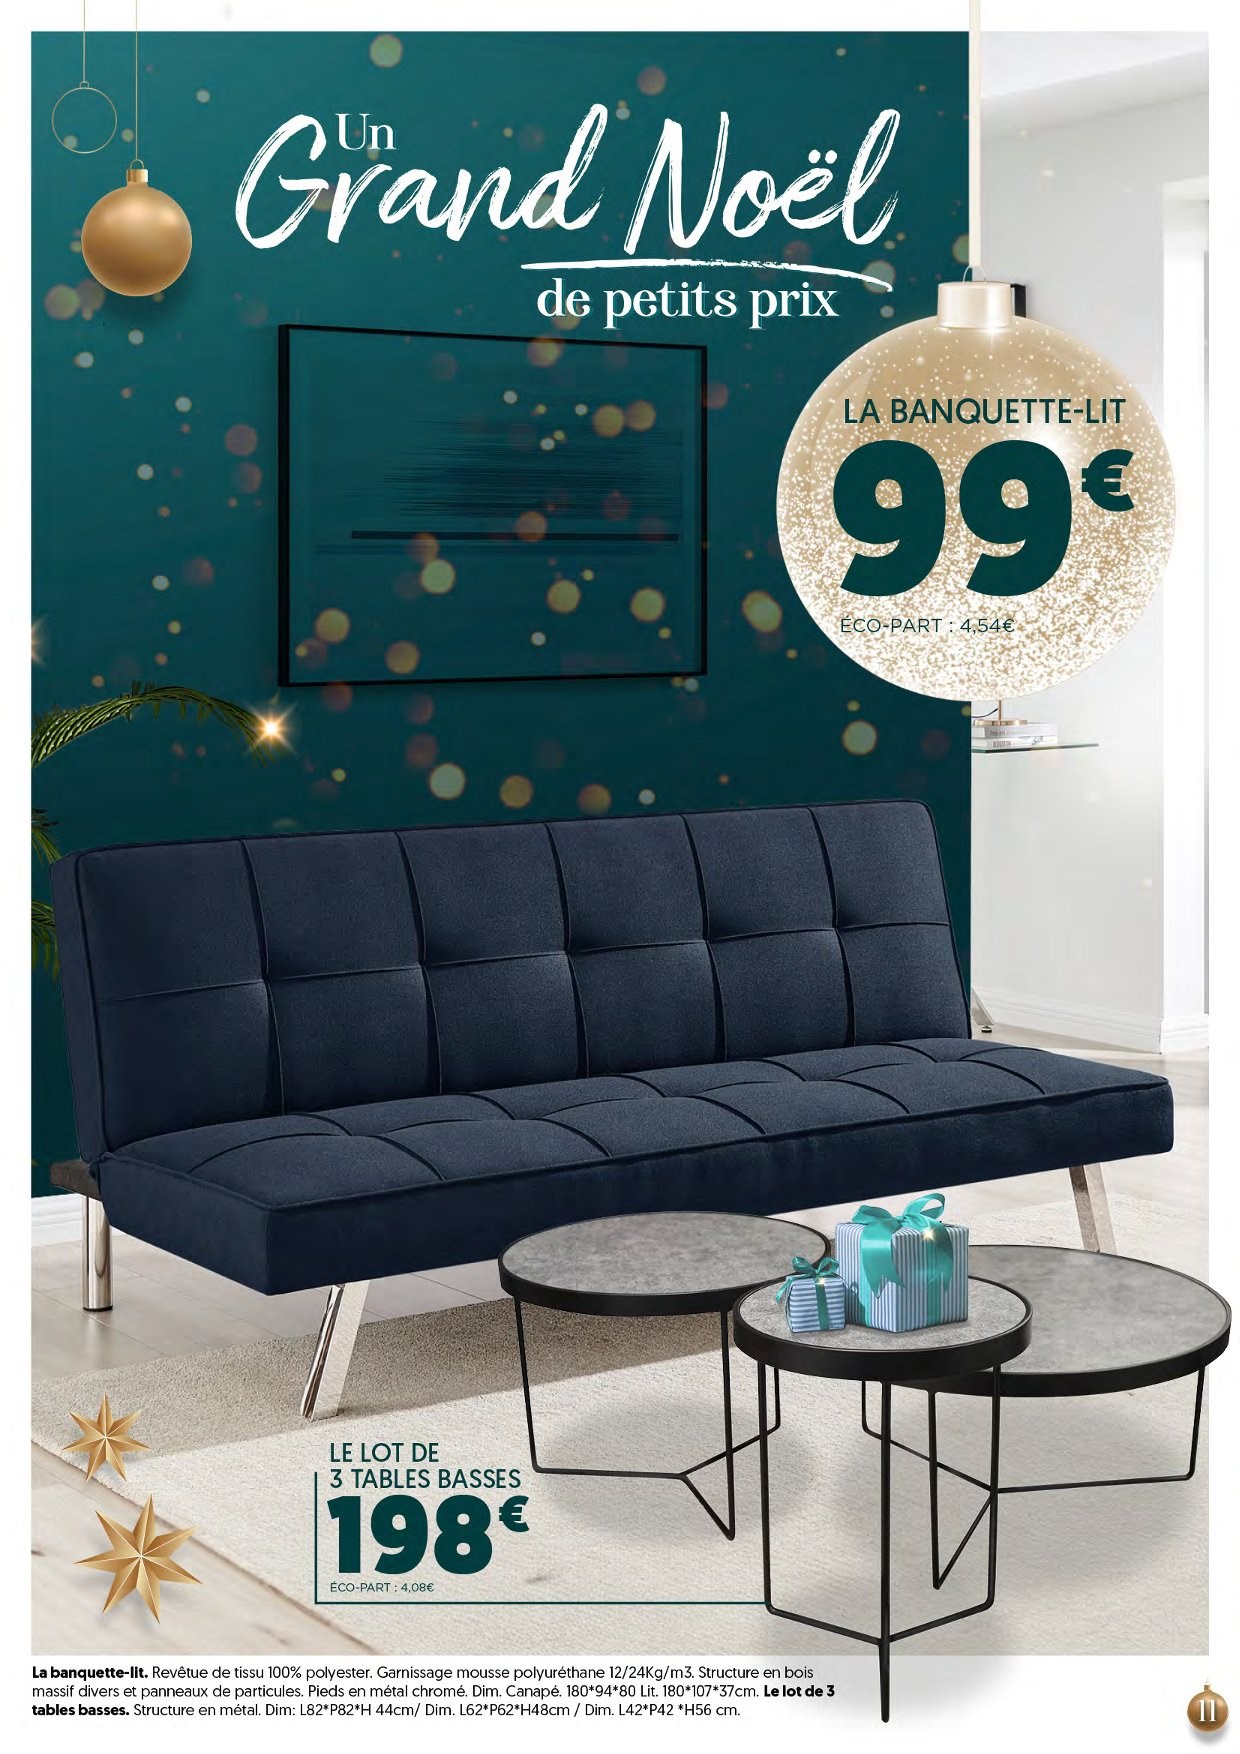 Un
Grand Noël
de petits prix
LA BANQUETTE-LIT
99€
ÉCO-PART : 4,54€
LE LOT DE
3 TABLES BASSES
198€
ÉCO-PART : 4,08€
La banquette-lit. Revêtue de tissu 100% polyester. Garnissage mousse polyuréthane 12/24Kg/m3. Structure en bois
massif divers et panneaux de particules. Pieds en métal chromé. Dim. Canapé. 180*94*80 Lit. 180*107*37cm. Le lot de 3
tables basses. Structure en métal. Dim: L82*P82*H 44cm/ Dim. L62*P62*H48cm / Dim. L42*P42 *H56 cm.
11